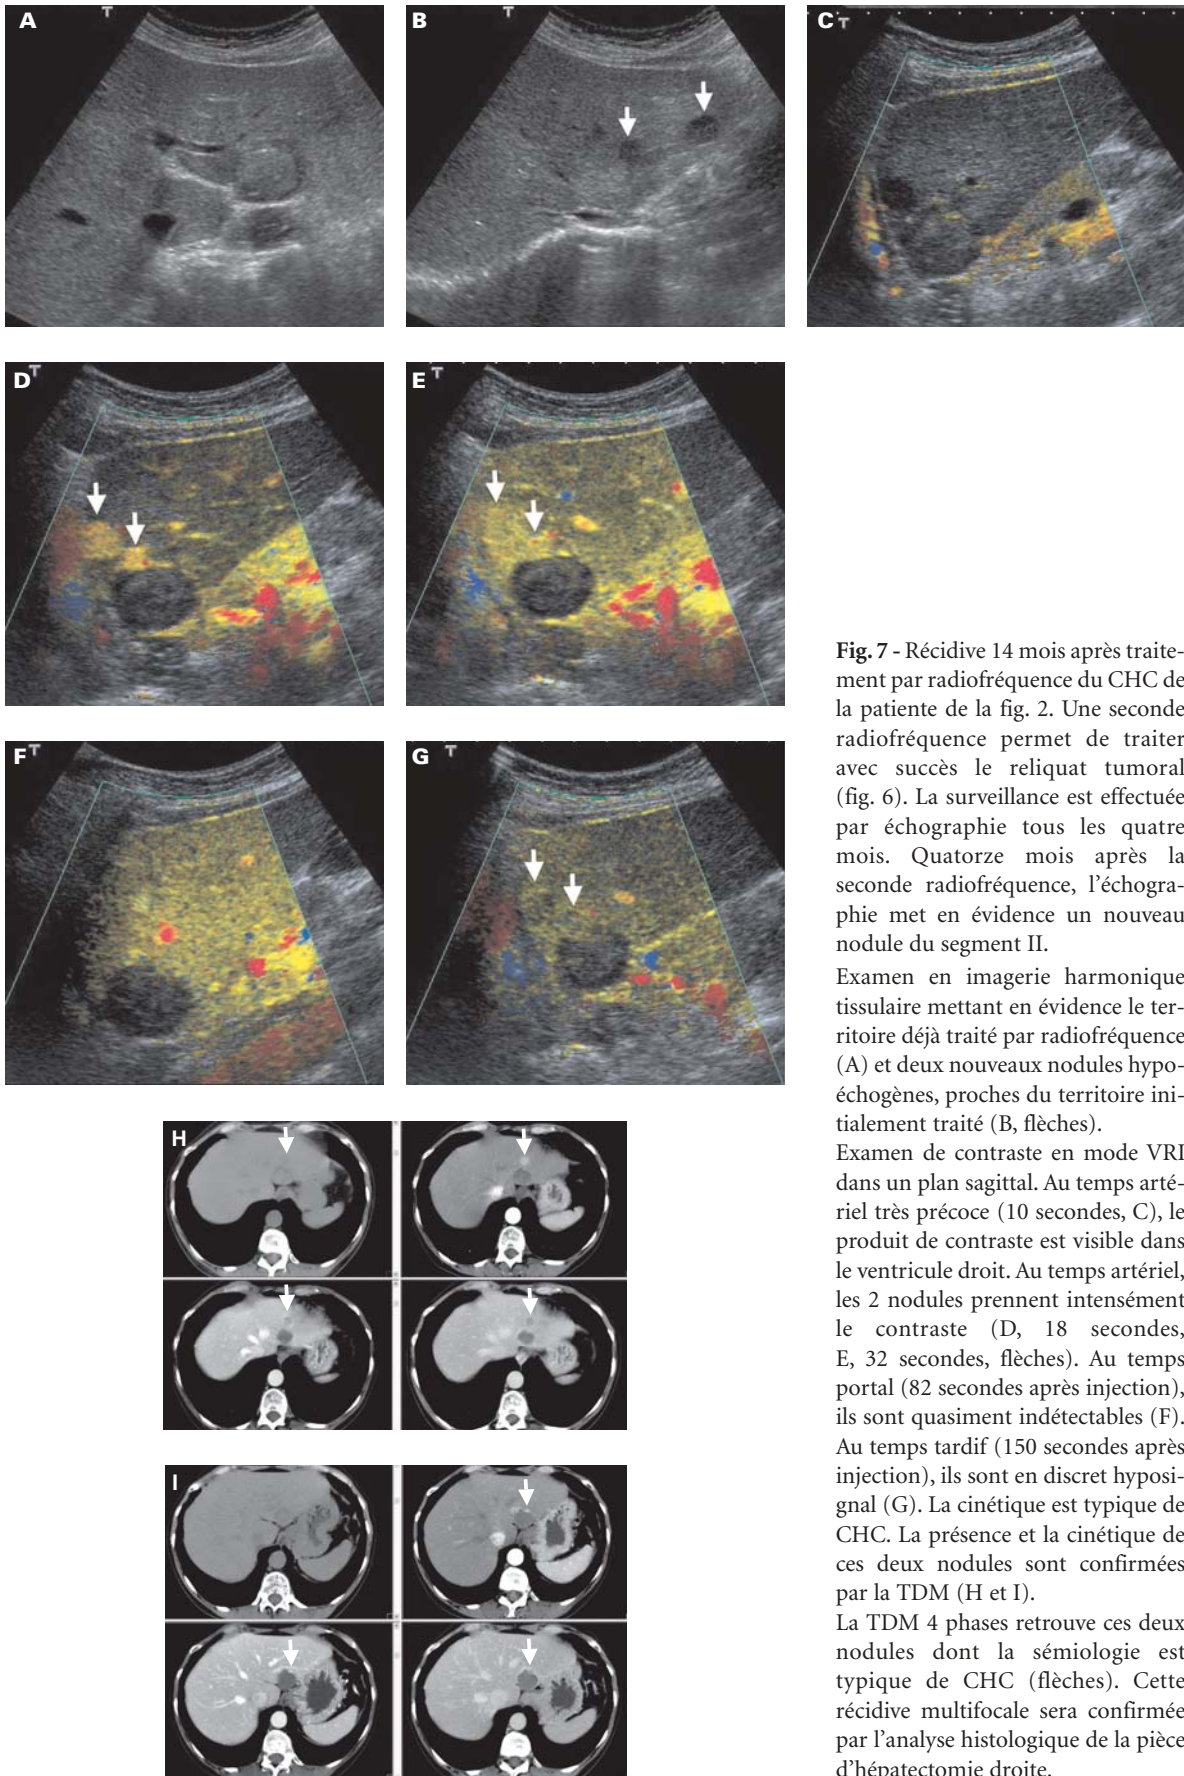 A
T
B
T
C
T
D
T
E
T
F
T
G
T
H
I
Fig. 7 - Récidive 14 mois après traite-
ment par radiofréquence du CHC de
la patiente de la fig. 2. Une seconde
radiofréquence permet de traiter
avec succès le reliquat tumoral
(fig. 6). La surveillance est effectuée
par échographie tous les quatre
mois. Quatorze mois après la
seconde radiofréquence, l'échogra-
phie met en évidence un nouveau
nodule du segment II.
Examen en imagerie harmonique
tissulaire mettant en évidence le ter-
ritoire déjà traité par radiofréquence
(A) et deux nouveaux nodules hypo-
échogènes, proches du territoire ini-
tialement traité (B, flèches).
Examen de contraste en mode VRI
dans un plan sagittal. Au temps arté-
riel très précoce (10 secondes, C), le
produit de contraste est visible dans
le ventricule droit. Au temps artériel,
les 2 nodules prennent intensément
le contraste (D, 18 secondes,
E, 32 secondes, flèches). Au temps
portal (82 secondes après injection),
ils sont quasiment indétectables (F).
Au temps tardif (150 secondes après
injection), ils sont en discret hyposi-
gnal (G). La cinétique est typique de
CHC. La présence et la cinétique de
ces deux nodules sont confirmées
par la TDM (H et I).
La TDM 4 phases retrouve ces deux
nodules dont la sémiologie est
typique de CHC (flèches). Cette
récidive multifocale sera confirmée
par l'analyse histologique de la pièce
d'hépatectomie droite.